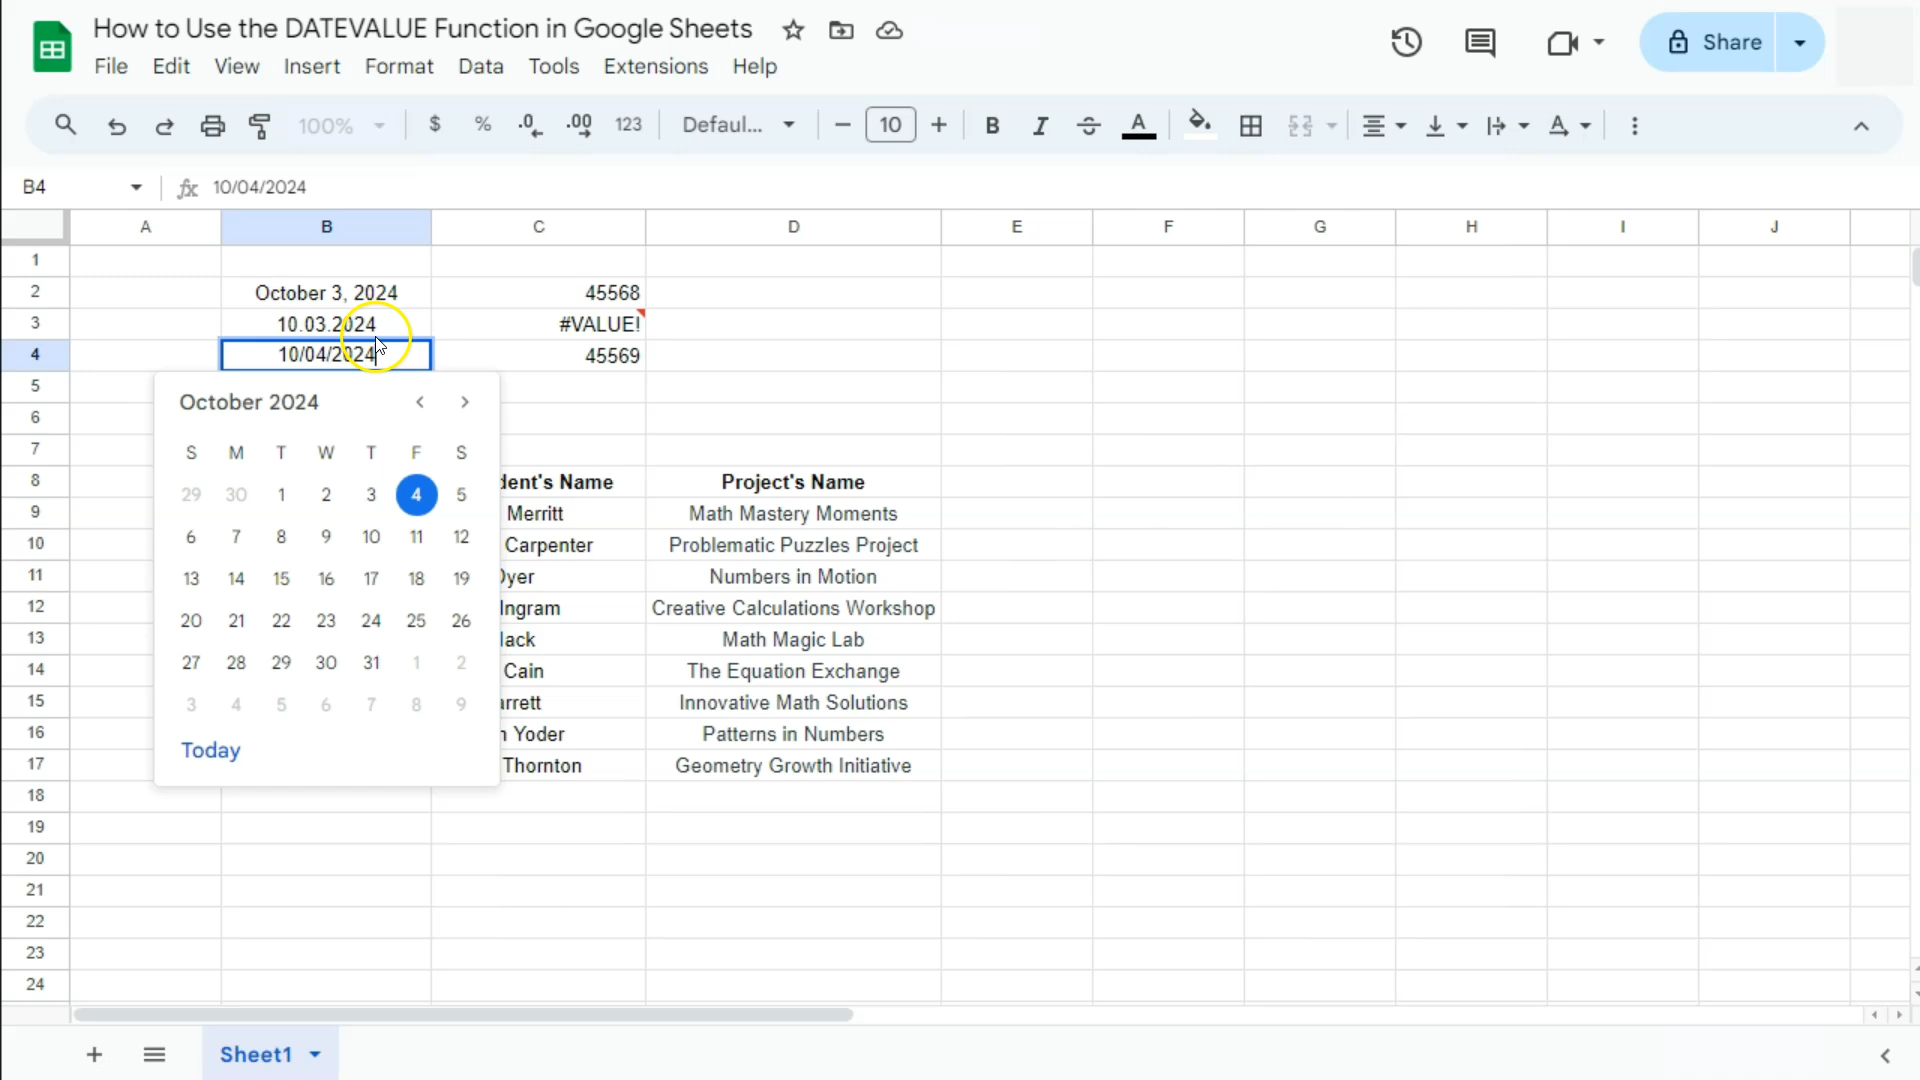 How to Use the DATEVALUE Function in Google Sheets
File Edit View Insert Format Data Tools Extensions Help
Share
100% $ % .0 .00 123 Defaul... 10 B I A
B4 fx 10/04/2024
A B C D E F G H I J
1
2 October 3, 2024 45568
3 10.03.2024 #VALUE!
4 10/04/2024 45569
5
6
7
8 dent's Name Project's Name
9 Merritt Math Mastery Moments
10 Carpenter Problematic Puzzles Project
11 Dyer Numbers in Motion
12 Ingram Creative Calculations Workshop
13 Math Magic Lab
14 Cain The Equation Exchange
15 arrett Innovative Math Solutions
16 Yoder Patterns in Numbers
17 Thornton Geometry Growth Initiative
18
19
20
21
22
23
24
October 2024
S M T W T F S
29 30 1 2 3 4 5
6 7 8 9 10 11 12
13 14 15 16 17 18 19
20 21 22 23 24 25 26
27 28 29 30 31 1 2
3 4 5 6 7 8 9
Today
Sheet1